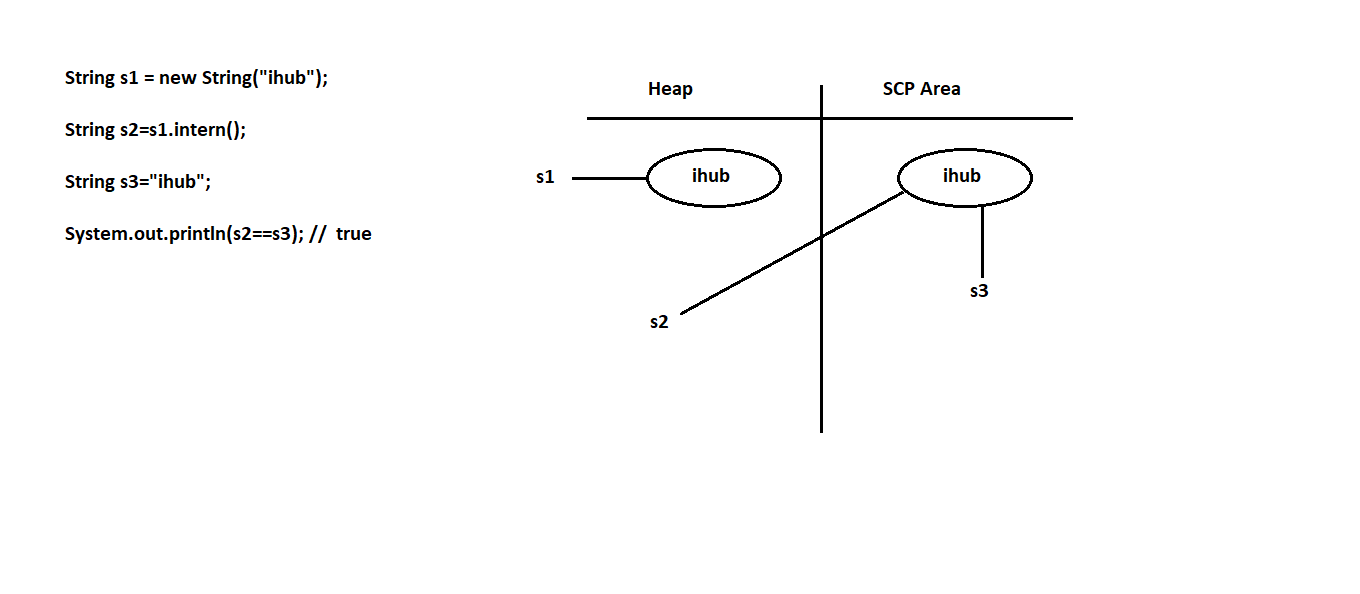 String s1 = new String("ihub");
String s2=s1.intern();
String s3="ihub";
System.out.println(s2==s3); //  true
Heap
SCP Area
s1
ihub
ihub
s3
s2